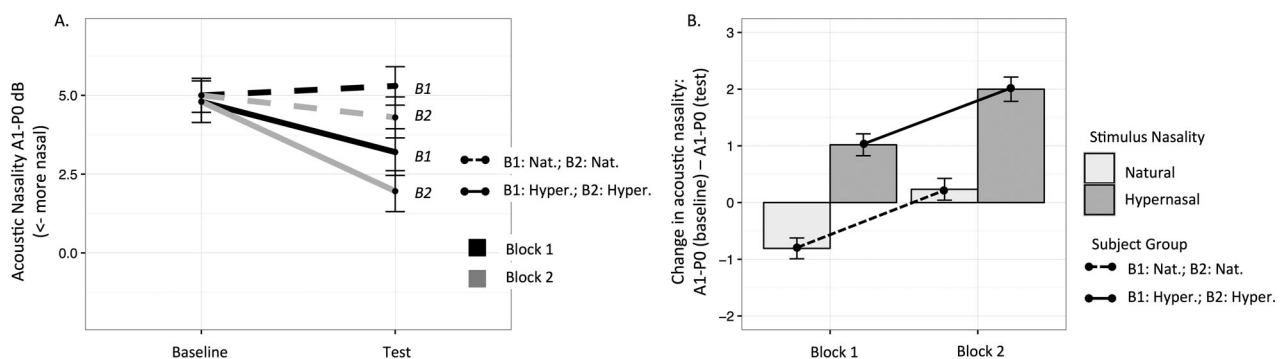 A.
Acoustic Nasality A1-P0 dB
(<- more nasal)
5.0
2.5
0.0
Baseline
Test
B1
B2
B1
B2
B1: Nat.; B2: Nat.
B1: Hyper.; B2: Hyper.
Block 1
Block 2
B.
Change in acoustic nasality:
A1-P0 (baseline) – A1-P0 (test)
3
2
1
0
−1
−2
Block 1
Block 2
Stimulus Nasality
Natural
Hypernasal
Subject Group
B1: Nat.; B2: Nat.
B1: Hyper.; B2: Hyper.